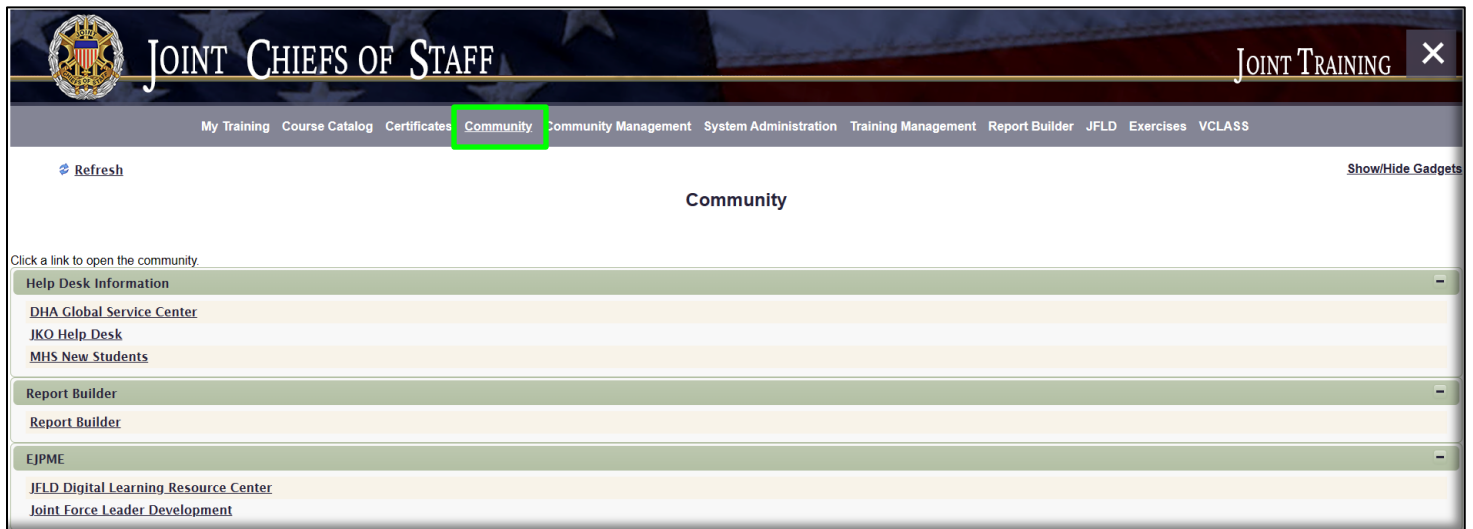 JOINT CHIEFS OF STAFF
JOINT TRAINING
My Training Course Catalog Certificates Community Community Management System Administration Training Management Report Builder JFLD Exercises VCLASS
Refresh
Show/Hide Gadgets
Community
Click a link to open the community.
Help Desk Information
DHA Global Service Center
JKO Help Desk
MHS New Students
Report Builder
Report Builder
EJPME
JFLD Digital Learning Resource Center
Joint Force Leader Development